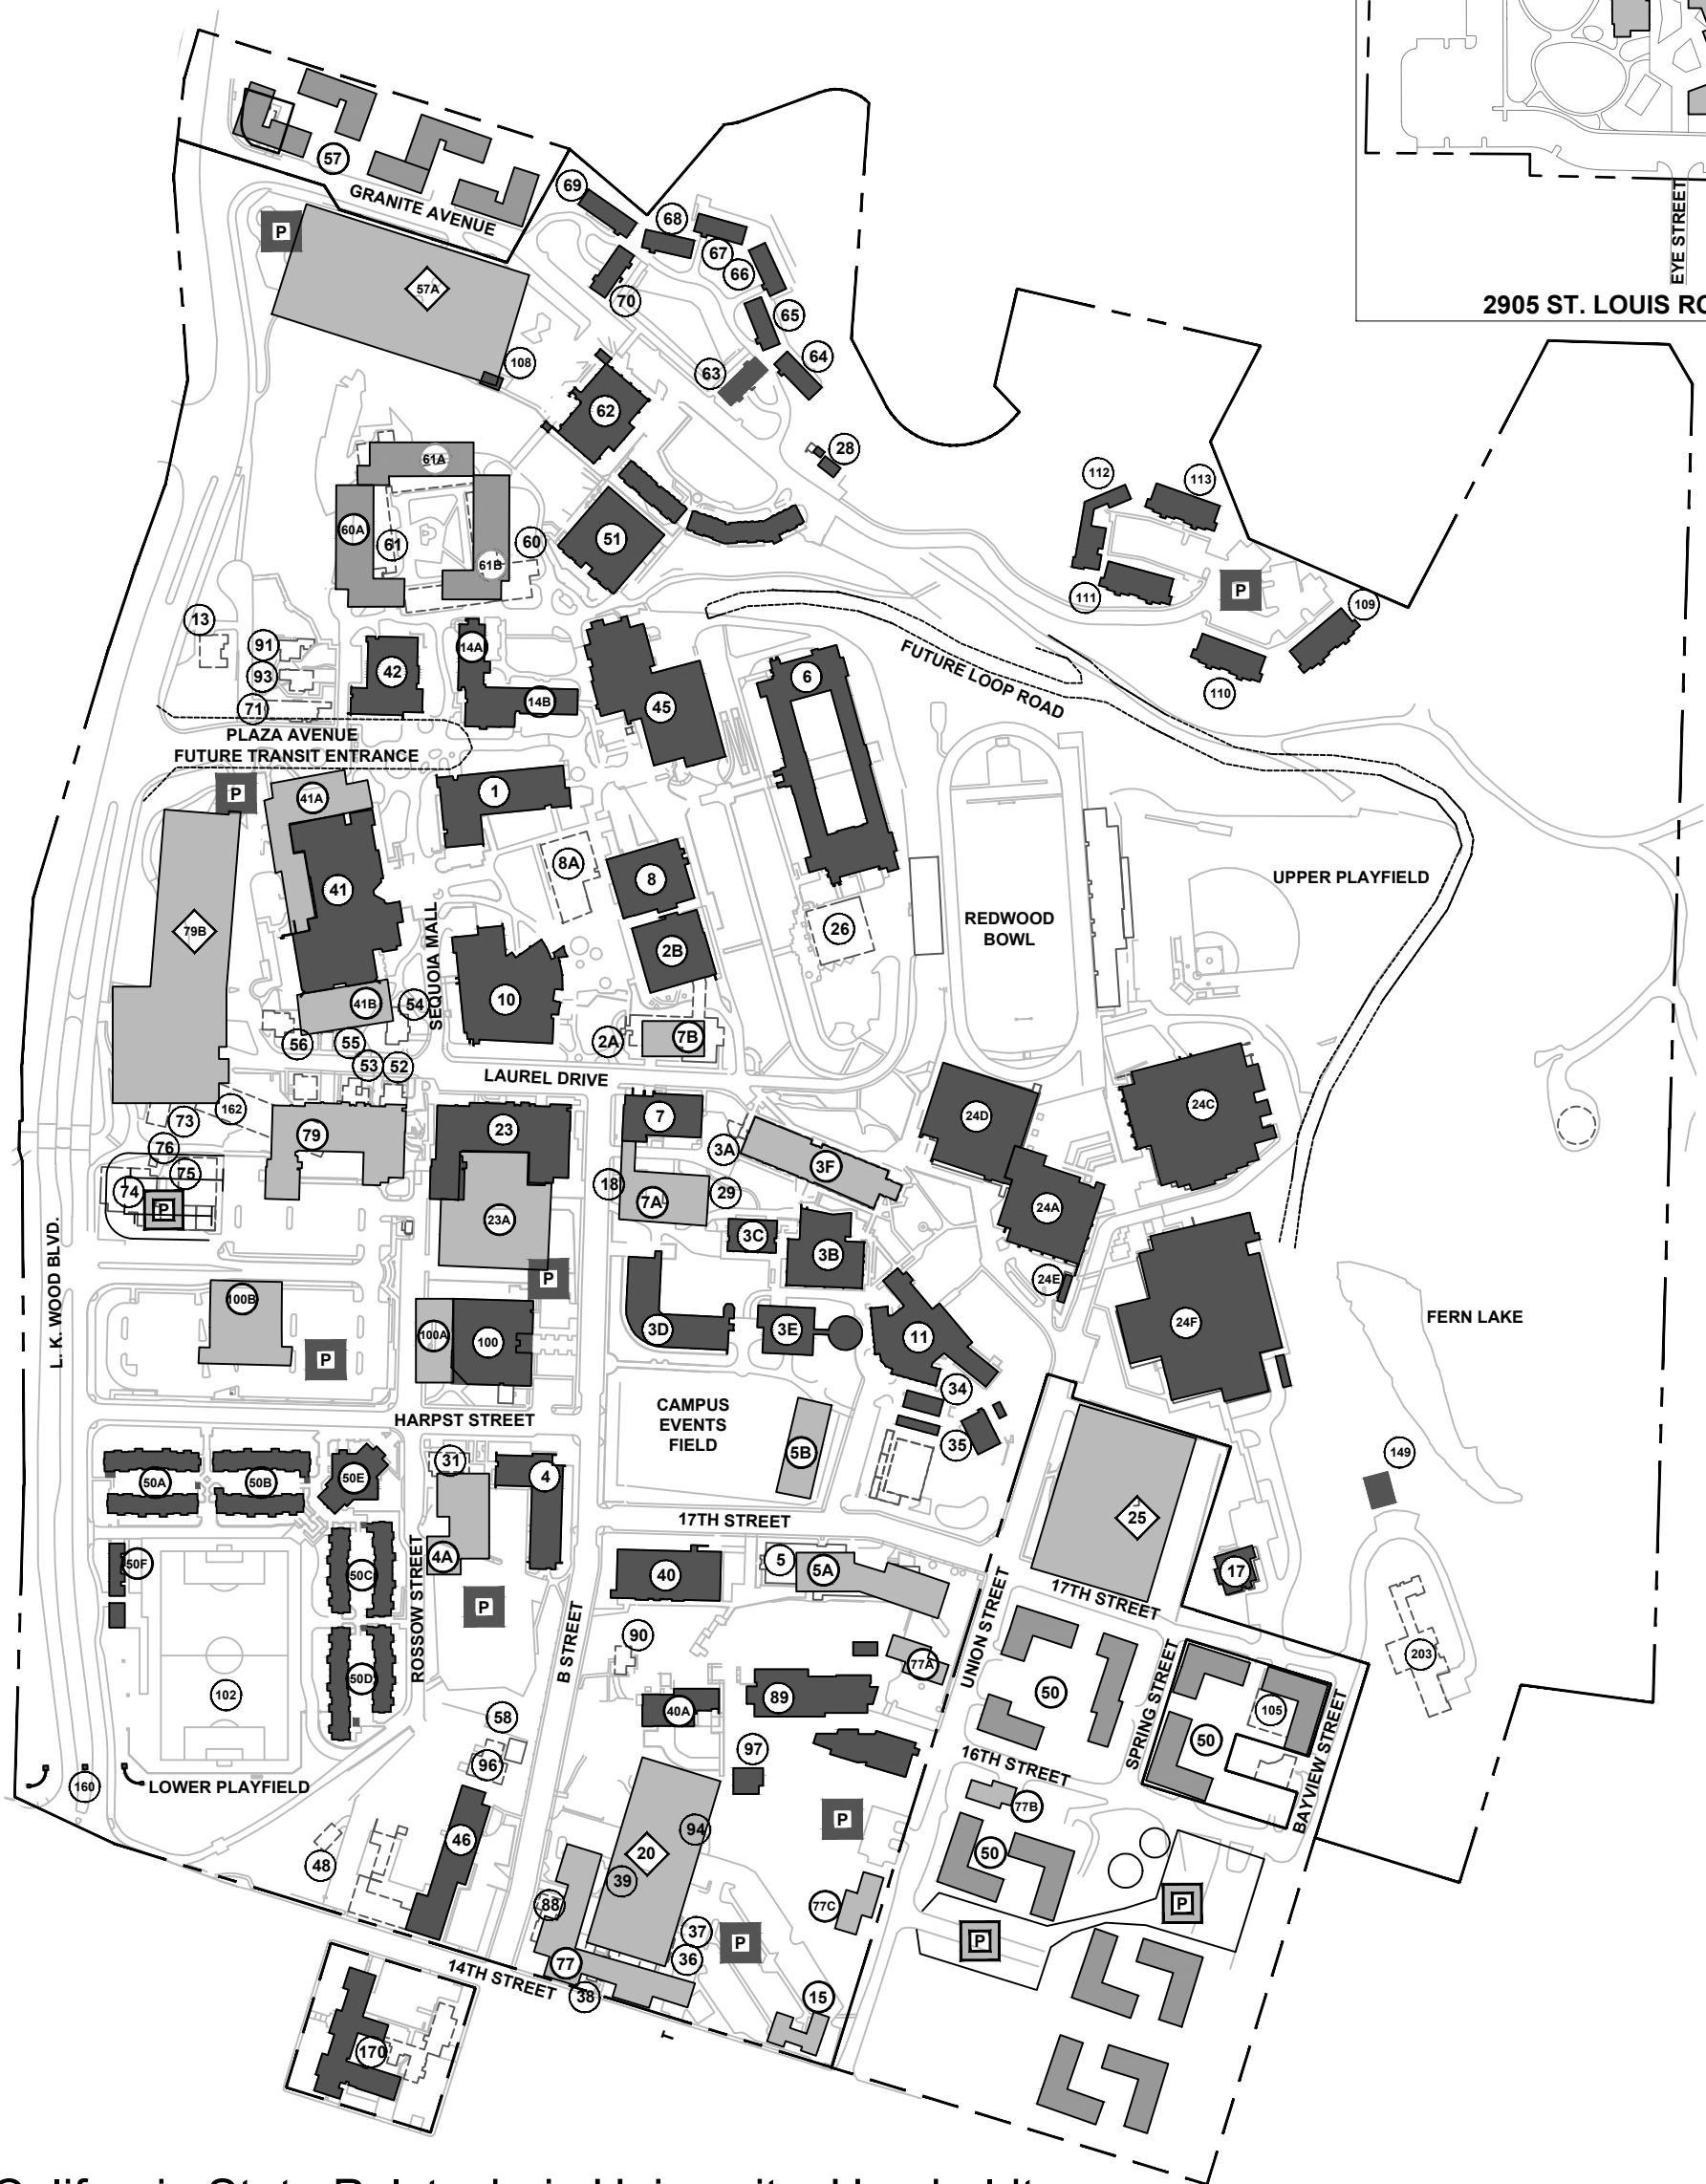 57
GRANITE AVENUE
69
68
67
66
70
65
64
63
P
57A
108
62
28
EYE STREET
2905 ST. LOUIS RO
61A
60A
61
60
61B
51
112
113
111
P
109
110
13
91
93
71
42
14A
14B
45
6
FUTURE LOOP ROAD
PLAZA AVENUE
FUTURE TRANSIT ENTRANCE
P
41A
1
8A
8
41
79B
SEQUOIA MALL
2B
26
REDWOOD
BOWL
UPPER PLAYFIELD
10
41B
54
56
55
53
52
2A
7B
LAUREL DRIVE
73
162
76
75
74
P
79
23
7
3A
3F
18
7A
29
23A
3C
3B
P
24D
24C
24A
24E
24F
L. K. WOOD BLVD.
100B
P
100A
100
3D
3E
11
FERN LAKE
HARPST STREET
CAMPUS
EVENTS
FIELD
34
35
5B
50A
50B
50E
31
4
17TH STREET
25
149
50F
50C
4A
40
5
5A
17
ROSSOW STREET
P
B STREET
UNION STREET
17TH STREET
90
77A
50
SPRING STREET
105
50
BAYVIEW STREET
203
102
50D
58
40A
89
96
97
16TH STREET
160
LOWER PLAYFIELD
77B
46
94
P
48
20
39
50
88
37
36
P
77C
P
P
77
38
14TH STREET
15
170